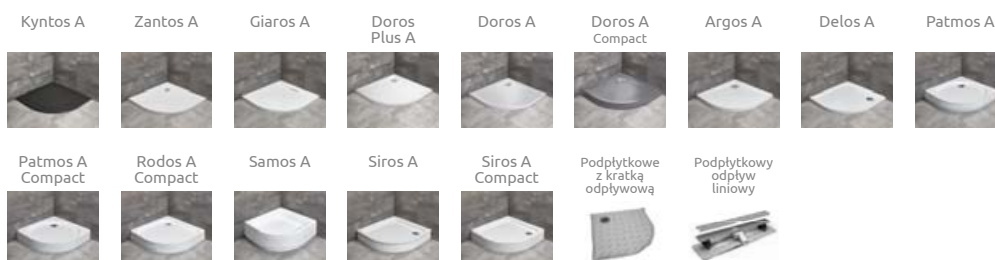 Kyntos A
Zantos A
Giaros A
Doros
Plus A
Doros A
Doros A
Compact
Argos A
Delos A
Patmos A
Patmos A
Compact
Rodos A
Compact
Samos A
Siros A
Siros A
Compact
Podpłytkowe
z kratką
odpływową
Podpłytkowy
odpływ
liniowy